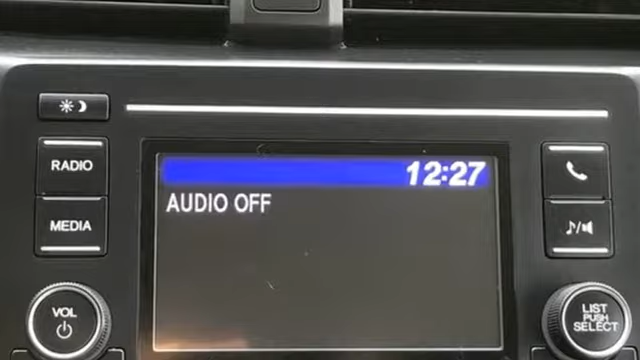 RADIO
12:27
AUDIO OFF
MEDIA
VOL
LIST
PUSH
SELECT